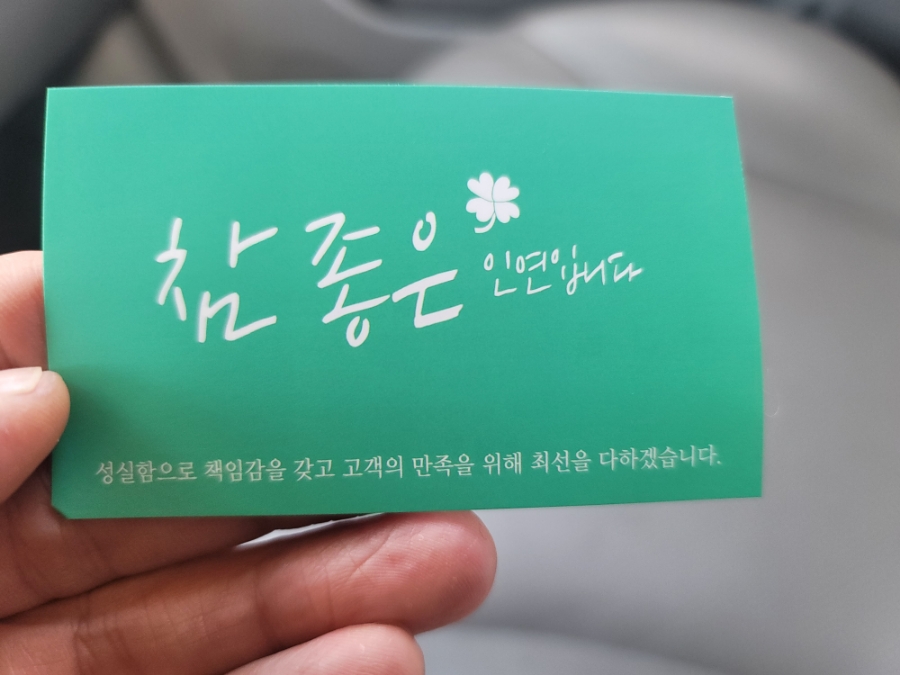 참 좋은 인연입니다
성실함으로 책임감을 갖고 고객의 만족을 위해 최선을 다하겠습니다.